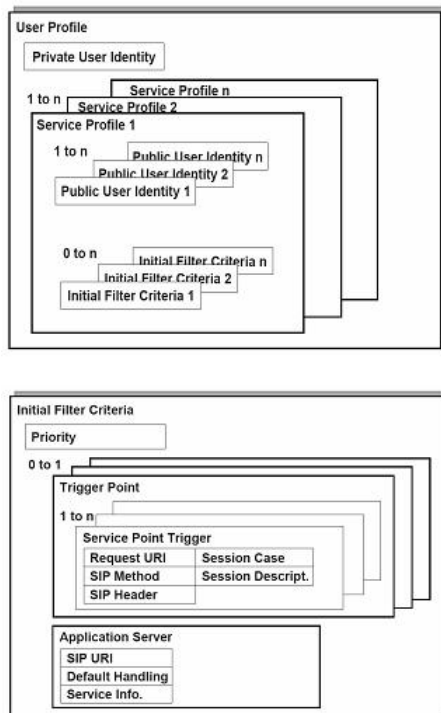 User Profile
Private User Identity
1 to n
Service Profile n
Service Profile 2
Service Profile 1
1 to n
Public User Identity n
Public User Identity 2
Public User Identity 1
0 to n
Initial Filter Criteria n
Initial Filter Criteria 2
Initial Filter Criteria 1
Initial Filter Criteria
Priority
0 to 1
Trigger Point
1 to n
Service Point Trigger
Request URI Session Case
SIP Method Session Descript.
SIP Header
Application Server
SIP URI
Default Handling
Service Info.